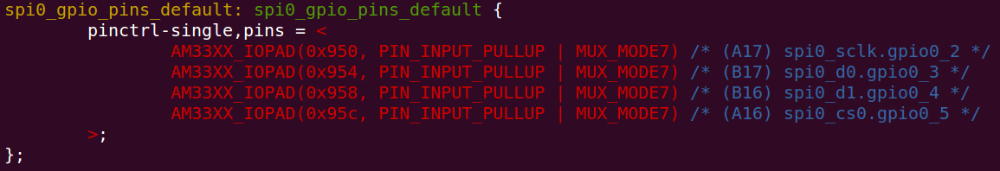 spi0_gpio_pins_default: spi0_gpio_pins_default {
pinctrl-single,pins = <
AM33XX_IOPAD(0x950, PIN_INPUT_PULLUP | MUX_MODE7) /* (A17) spi0_sclk.gpio0_2 */
AM33XX_IOPAD(0x954, PIN_INPUT_PULLUP | MUX_MODE7) /* (B17) spi0_d0.gpio0_3 */
AM33XX_IOPAD(0x958, PIN_INPUT_PULLUP | MUX_MODE7) /* (B16) spi0_d1.gpio0_4 */
AM33XX_IOPAD(0x95c, PIN_INPUT_PULLUP | MUX_MODE7) /* (A16) spi0_cs0.gpio0_5 */
>;
};